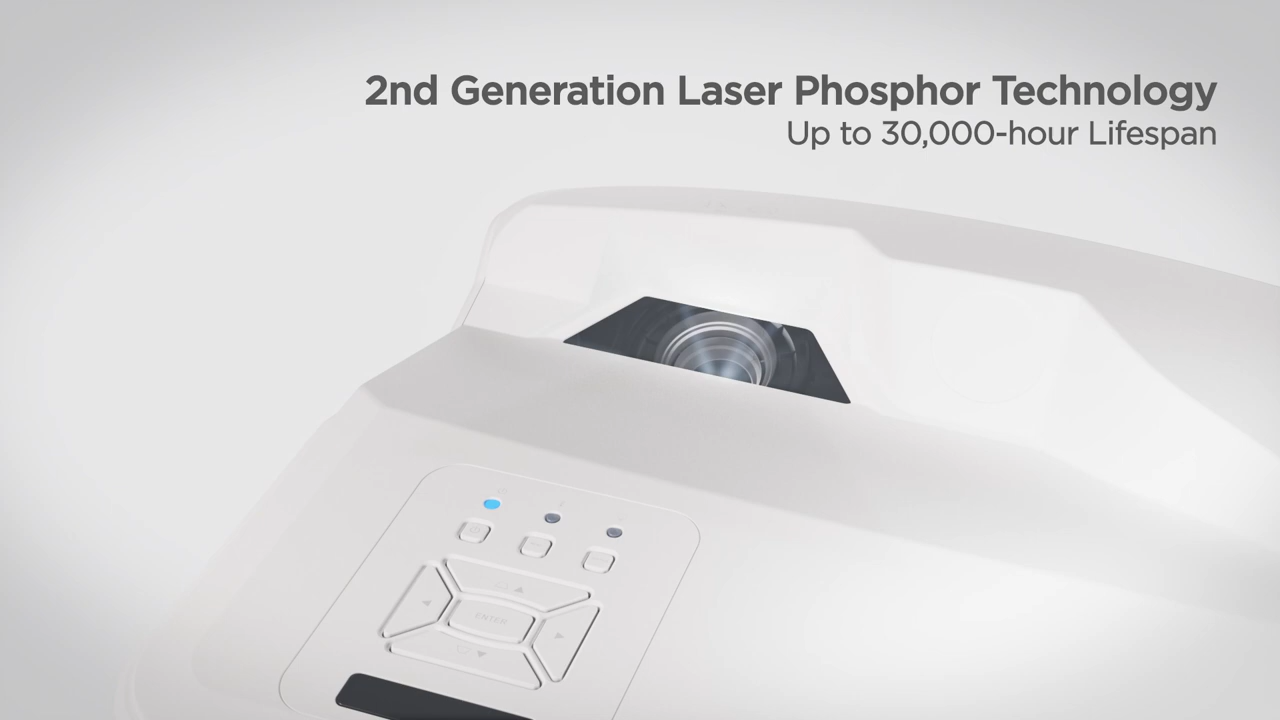 2nd Generation Laser Phosphor Technology
Up to 30,000-hour Lifespan
ENTER